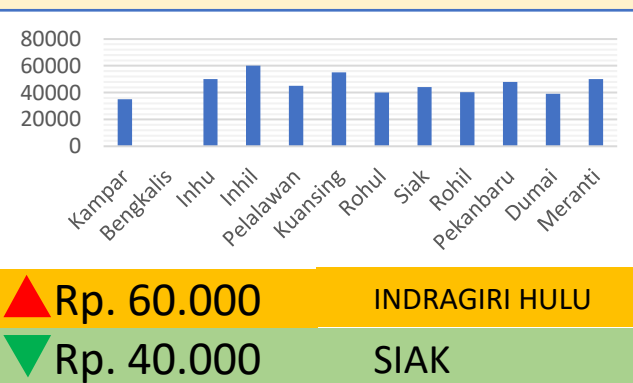 80000
60000
40000
20000
0
Kampar
Bengkalis
Inhu
Inhil
Pelalawan
Kuansing
Rohul
Siak
Rohil
Pekanbaru
Dumai
Meranti
Rp. 60.000 INDRAGIRI HULU
Rp. 40.000 SIAK